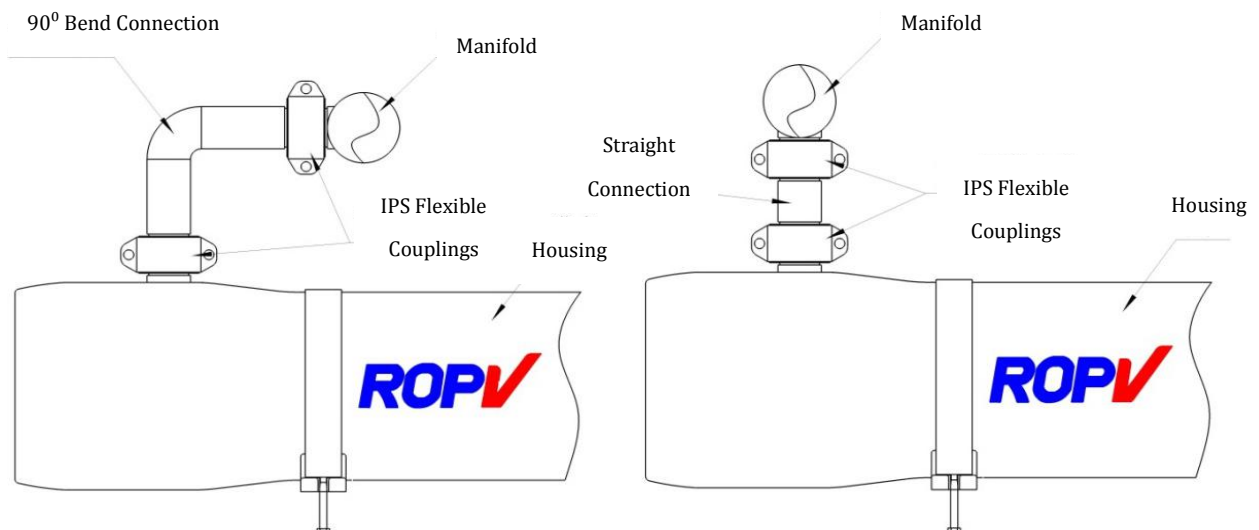 90⁰ Bend Connection
Manifold
IPS Flexible
Couplings
Housing
ROPV
Manifold
Straight
Connection
IPS Flexible
Couplings
Housing
ROPV